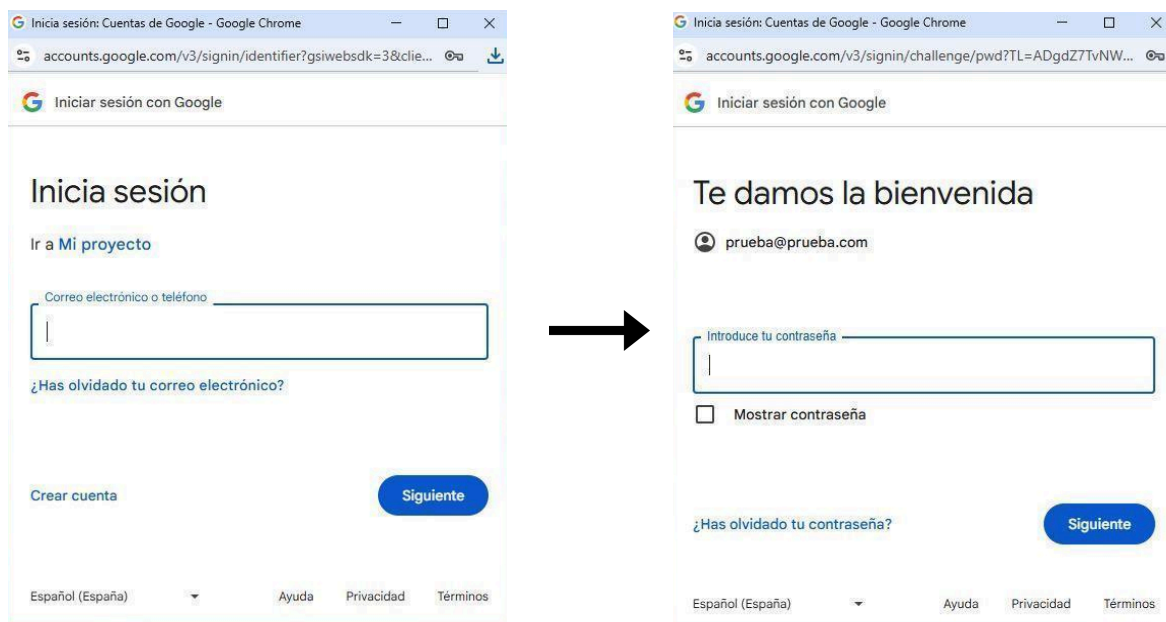 Inicia sesión: Cuentas de Google - Google Chrome
accounts.google.com/v3/signin/identifier?gsiwebsdk=3&clie...
Iniciar sesión con Google
Inicia sesión
Ir a Mi proyecto
Correo electrónico o teléfono
¿Has olvidado tu correo electrónico?
Crear cuenta
Siguiente
Español (España)
Ayuda
Privacidad
Términos
Inicia sesión: Cuentas de Google - Google Chrome
accounts.google.com/v3/signin/challenge/pwd?TL=ADgdZ7TvNW...
Iniciar sesión con Google
Te damos la bienvenida
prueba@prueba.com
Introduce tu contraseña
Mostrar contraseña
¿Has olvidado tu contraseña?
Siguiente
Español (España)
Ayuda
Privacidad
Términos